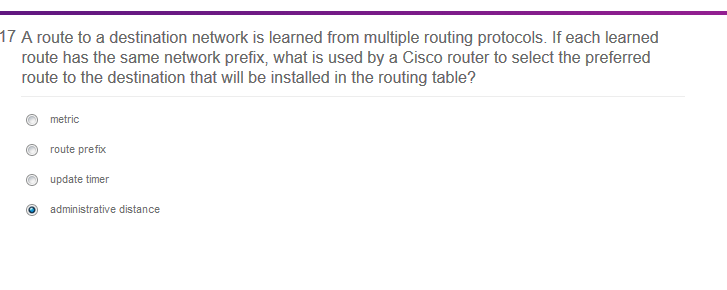 17 A route to a destination network is learned from multiple routing protocols. If each learned
route has the same network prefix, what is used by a Cisco router to select the preferred
route to the destination that will be installed in the routing table?
metric
route prefix
update timer
administrative distance